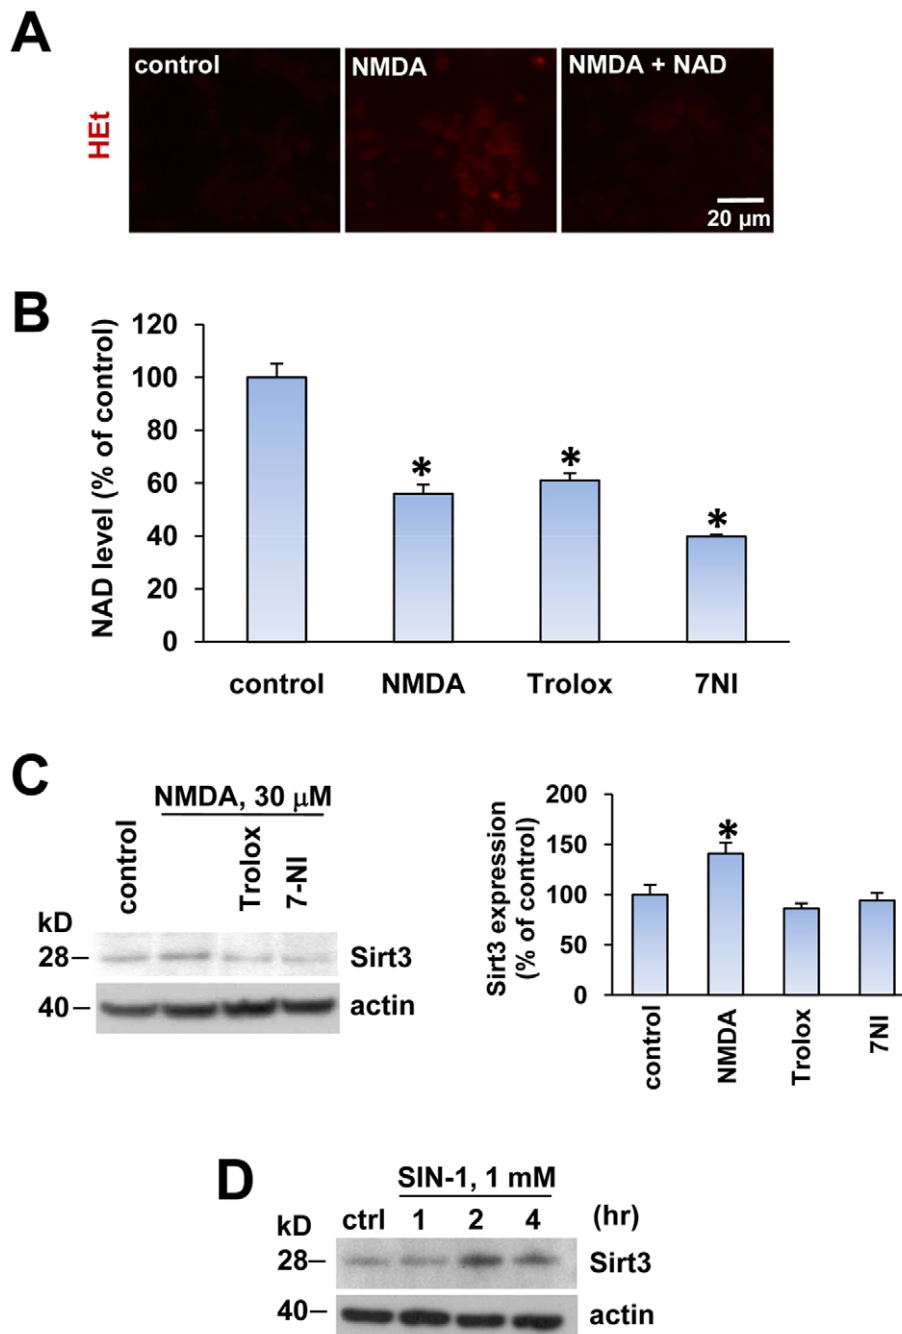 A
HEt
control
NMDA
NMDA + NAD
20 µm
B
NAD level (% of control)
120
100
80
60
40
20
0
*
*
*
control
NMDA
Trolox
7NI
C
NMDA, 30 µM
control
Trolox
7-NI
kD
28
Sirt3
40
actin
Sirt3 expression
(% of control)
200
150
100
50
0
*
control
NMDA
Trolox
7NI
D
SIN-1, 1 mM
kD
ctrl 1 2 4 (hr)
28
Sirt3
40
actin